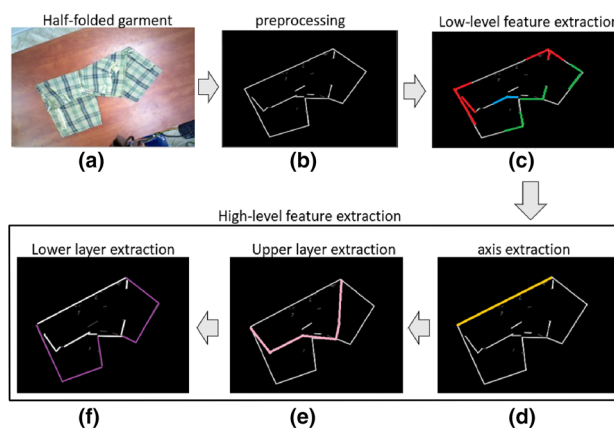 Half-folded garment
preprocessing
Low-level feature extraction
(a)
(b)
(c)
High-level feature extraction
Lower layer extraction
Upper layer extraction
axis extraction
(f)
(e)
(d)